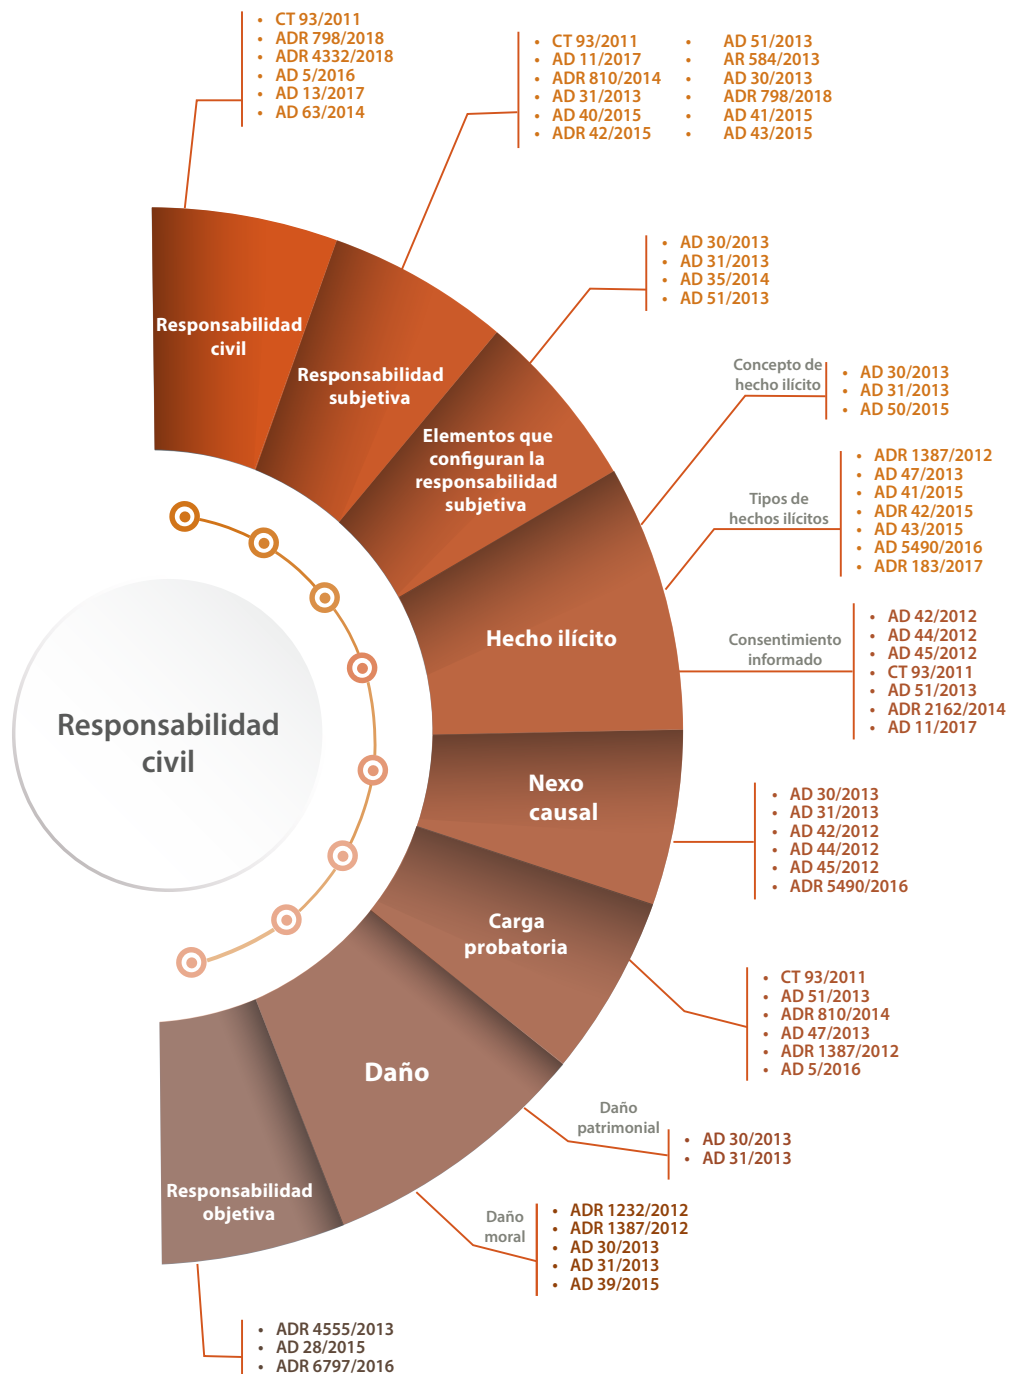 • CT 93/2011
• ADR 798/2018
• ADR 4332/2018
• AD 5/2016
• AD 13/2017
• AD 63/2014
• CT 93/2011
• AD 11/2017
• ADR 810/2014
• AD 31/2013
• AD 40/2015
• ADR 42/2015
• AD 51/2013
• AR 584/2013
• AD 30/2013
• ADR 798/2018
• AD 41/2015
• AD 43/2015
• AD 30/2013
• AD 31/2013
• AD 35/2014
• AD 51/2013
Responsabilidad
civil
Responsabilidad
subjetiva
Elementos que
configuran la
responsabilidad
subjetiva
Concepto de
hecho ilícito
• AD 30/2013
• AD 31/2013
• AD 50/2015
Tipos de
hechos ilícitos
• ADR 1387/2012
• AD 47/2013
• AD 41/2015
• ADR 42/2015
• AD 43/2015
• AD 5490/2016
• ADR 183/2017
Hecho ilícito
Consentimiento
informado
• AD 42/2012
• AD 44/2012
• AD 45/2012
• CT 93/2011
• AD 51/2013
• ADR 2162/2014
• AD 11/2017
Responsabilidad
civil
Nexo
causal
• AD 30/2013
• AD 31/2013
• AD 42/2012
• AD 44/2012
• AD 45/2012
• ADR 5490/2016
Carga
probatoria
• CT 93/2011
• AD 51/2013
• ADR 810/2014
• AD 47/2013
• ADR 1387/2012
• AD 5/2016
Daño
Daño
patrimonial
• AD 30/2013
• AD 31/2013
Daño
moral
• ADR 1232/2012
• ADR 1387/2012
• AD 30/2013
• AD 31/2013
• AD 39/2015
Responsabilidad
objetiva
• ADR 4555/2013
• AD 28/2015
• ADR 6797/2016